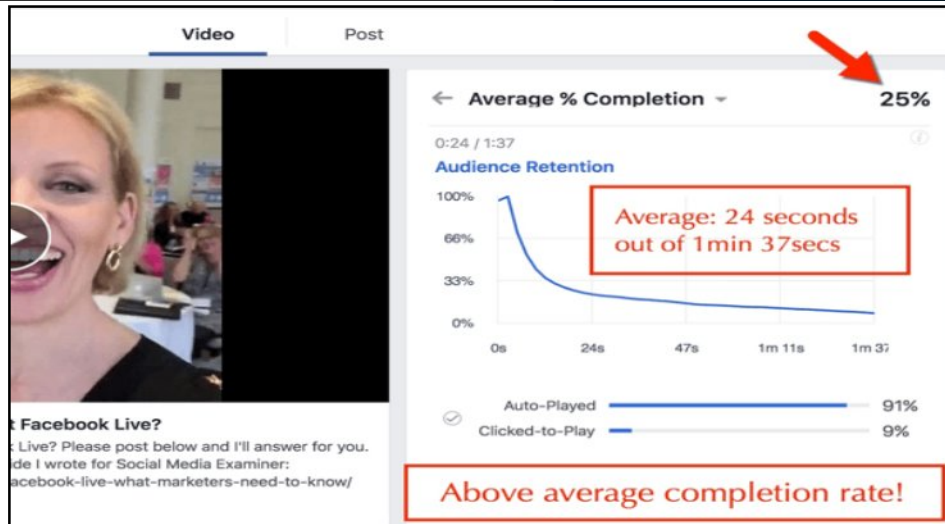 Video
Post
t Facebook Live?
Live? Please post below and I'll answer for you.
ide I wrote for Social Media Examiner:
acebook-live-what-marketers-need-to-know/
Average % Completion
25%
0:24 / 1:37
Audience Retention
100%
66%
33%
0%
0s
24s
47s
1m 11s
1m 37
Average: 24 seconds
out of 1min 37secs
Auto-Played
91%
Clicked-to-Play
9%
Above average completion rate!